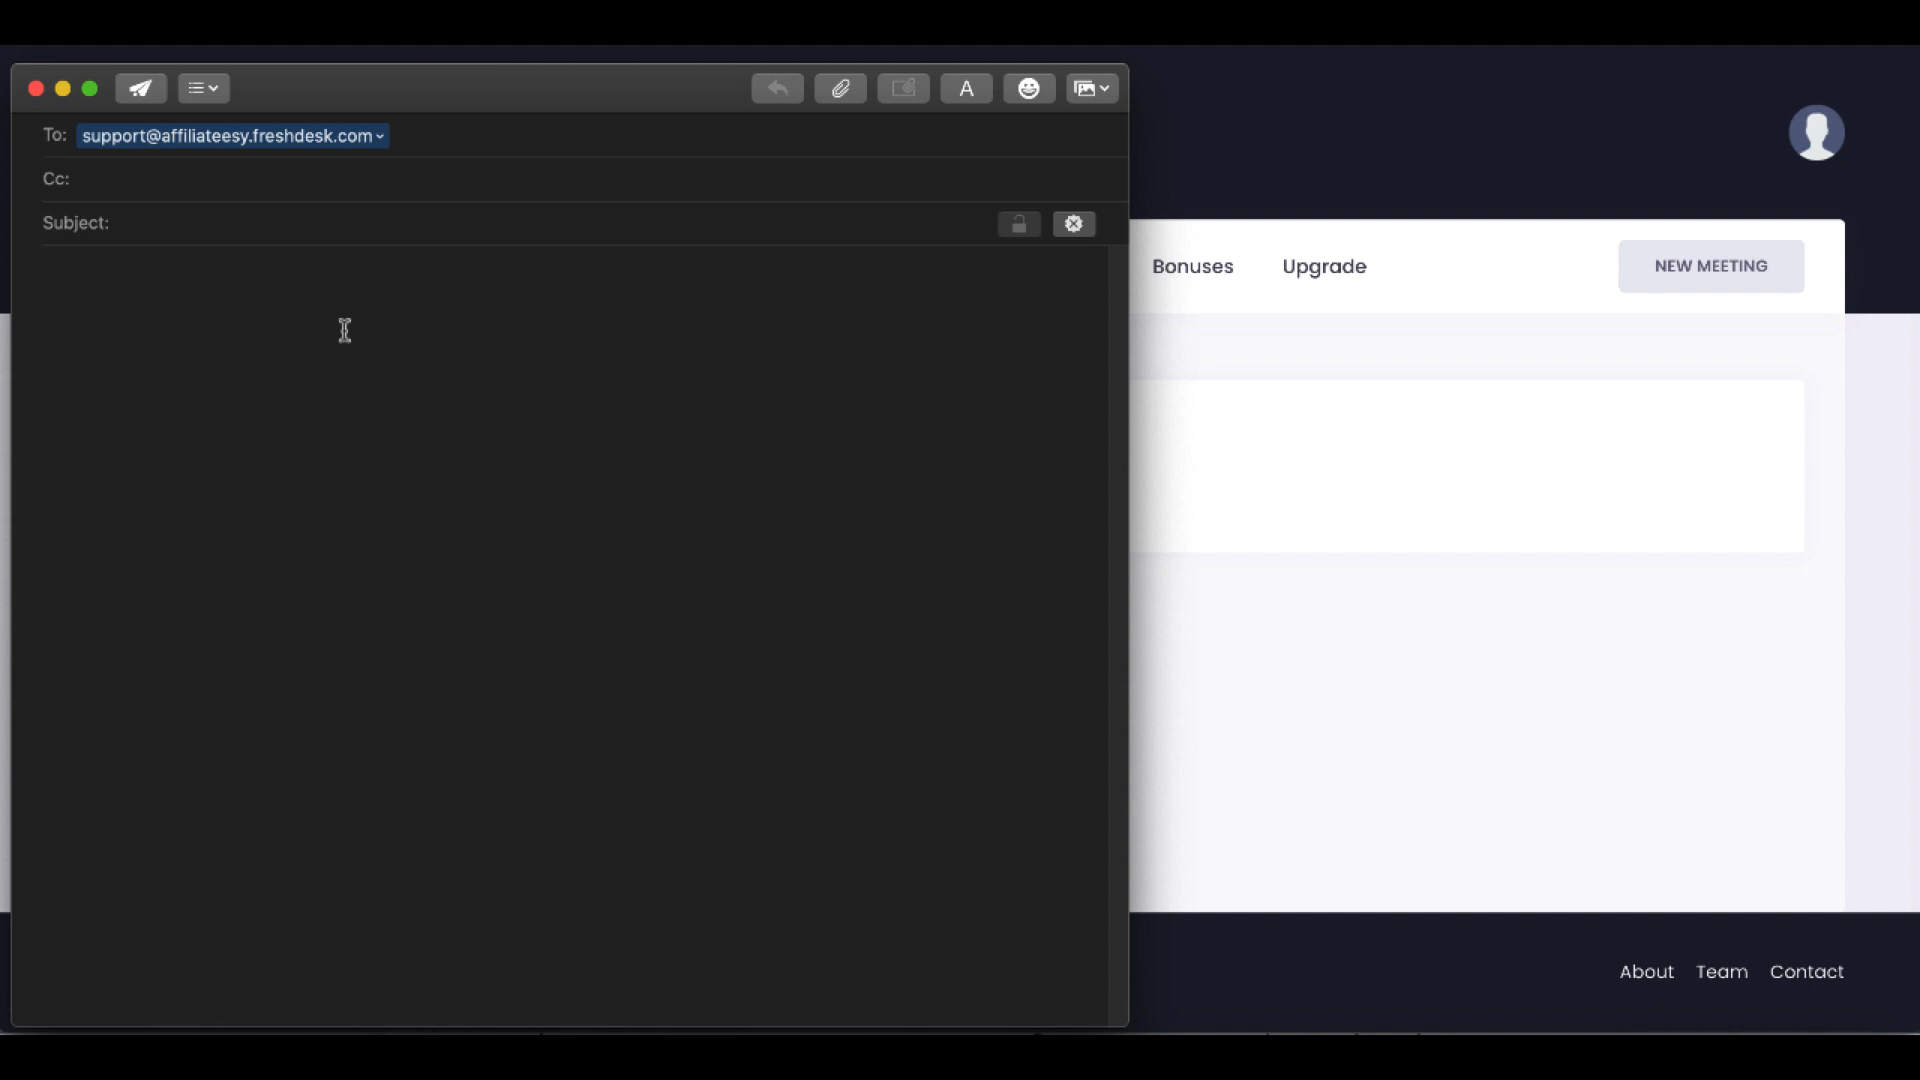 To: support@affiliateesy.freshdesk.com
Cc:
Subject:
Bonuses Upgrade NEW MEETING
About Team Contact